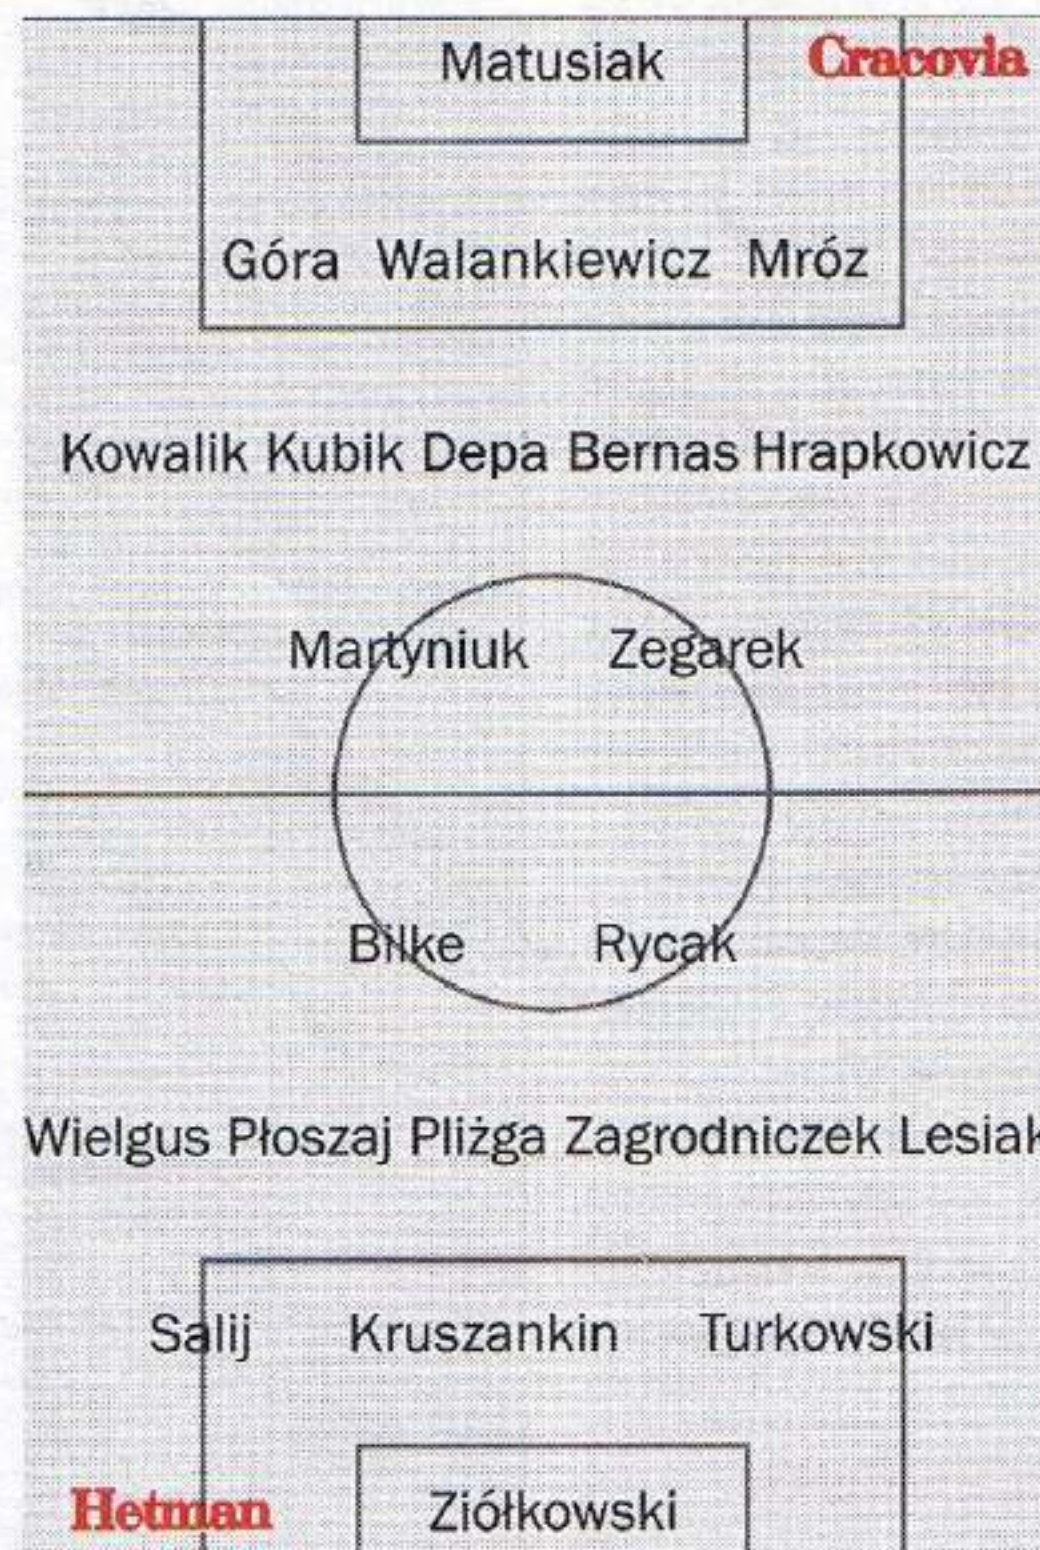 Matusiak Cracovia
Góra Walankiewicz Mróz
Kowalik Kubik Depa Bernas Hrapkowicz
Martyniuk Zegarek
Bilke Rycak
Wielgus Płoszaj Pliżga Zagrodniczek Lesiak
Salij Kruszankin Turkowski
Hetman Ziółkowski